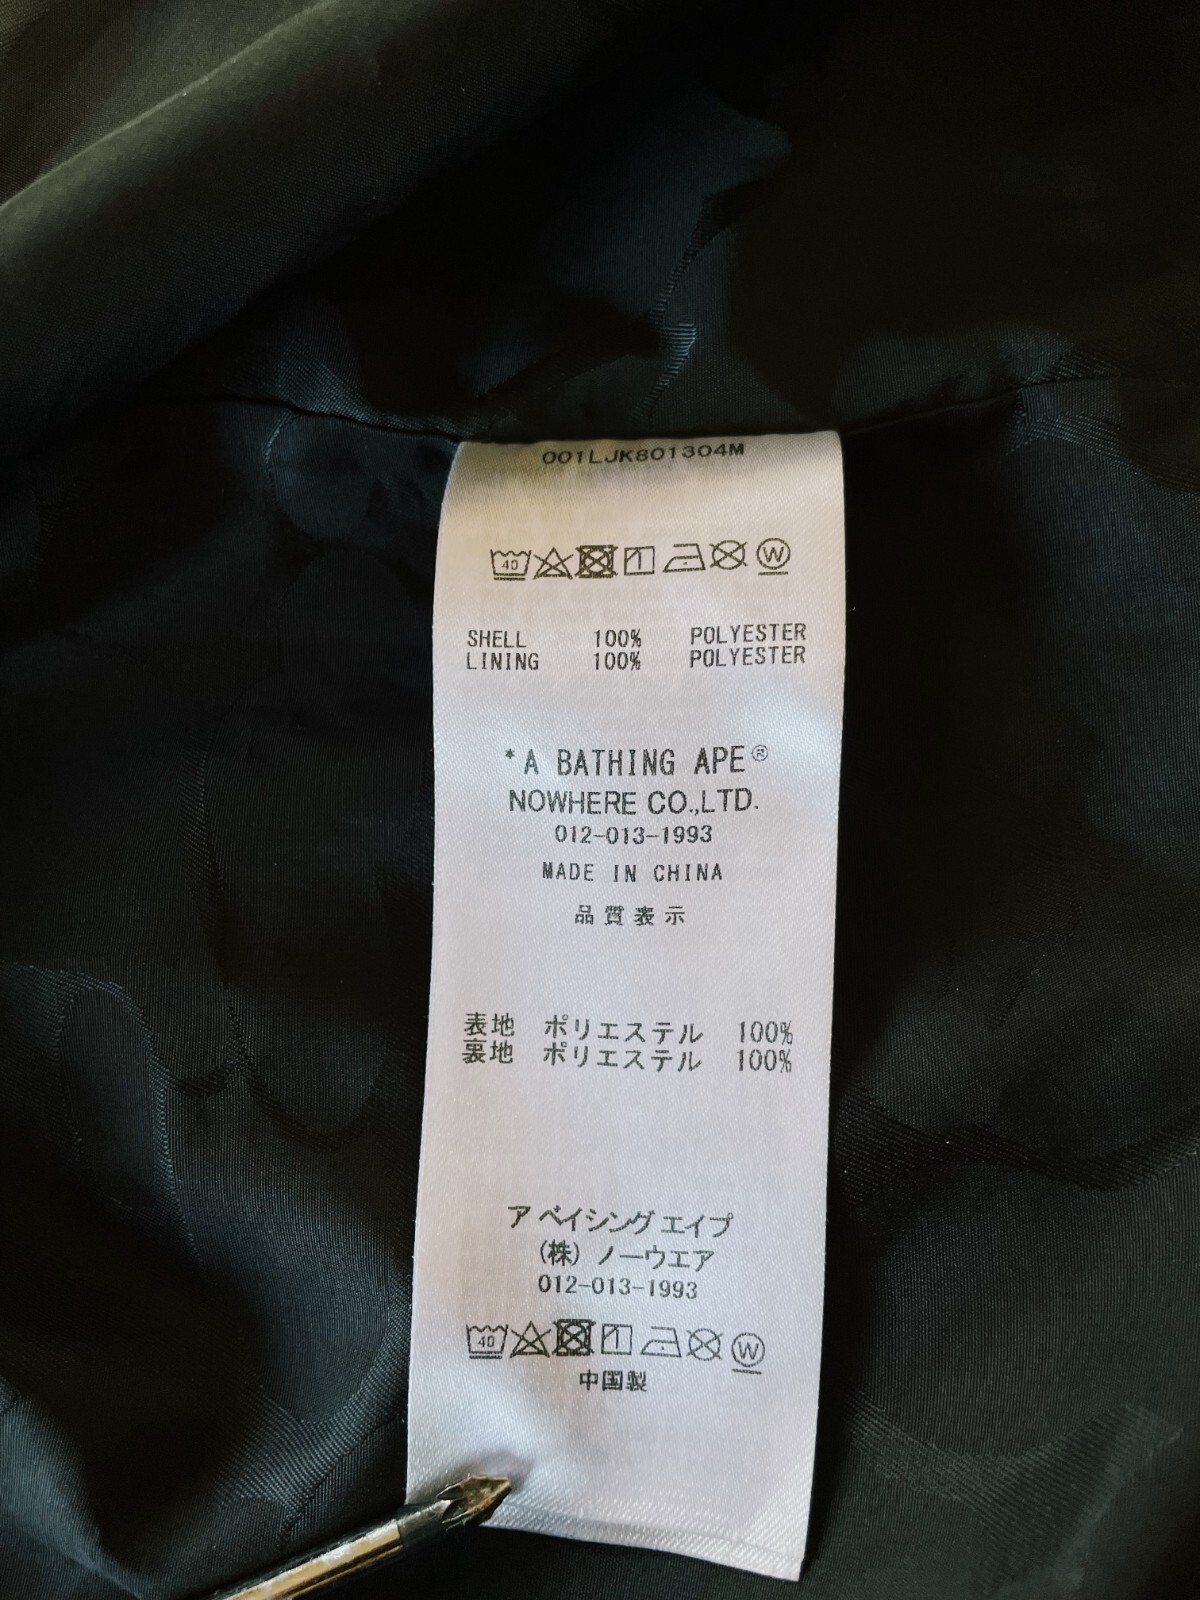 001LJK801304M
40 W
SHELL 100% POLYESTER
LINING 100% POLYESTER
*A BATHING APE®
NOWHERE CO.,LTD.
012-013-1993
MADE IN CHINA
品質表示
表地 ポリエステル 100%
裏地 ポリエステル 100%
ア ベイシング エイプ
(株) ノーウエア
012-013-1993
40 W
中国製